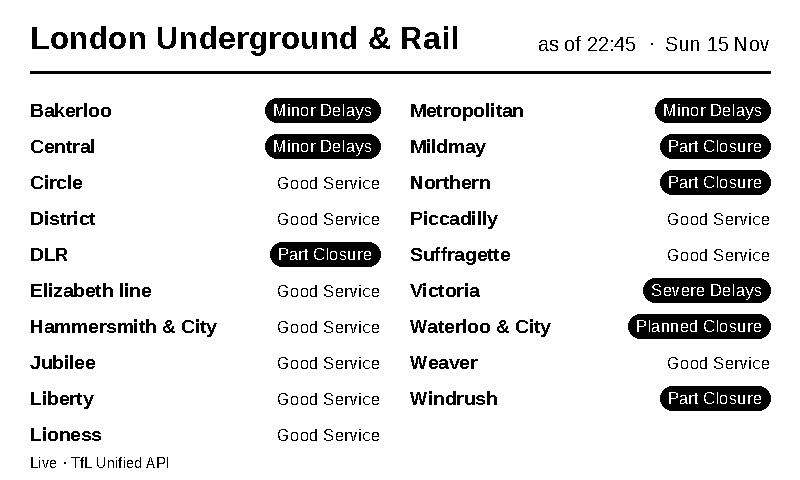 London Underground & Rail
as of 22:45 · Sun 15 Nov
Bakerloo Minor Delays
Central Minor Delays
Circle Good Service
District Good Service
DLR Part Closure
Elizabeth line Good Service
Hammersmith & City Good Service
Jubilee Good Service
Liberty Good Service
Lioness Good Service
Metropolitan Minor Delays
Mildmay Part Closure
Northern Part Closure
Piccadilly Good Service
Suffragette Good Service
Victoria Severe Delays
Waterloo & City Planned Closure
Weaver Good Service
Windrush Part Closure
Live · TfL Unified API